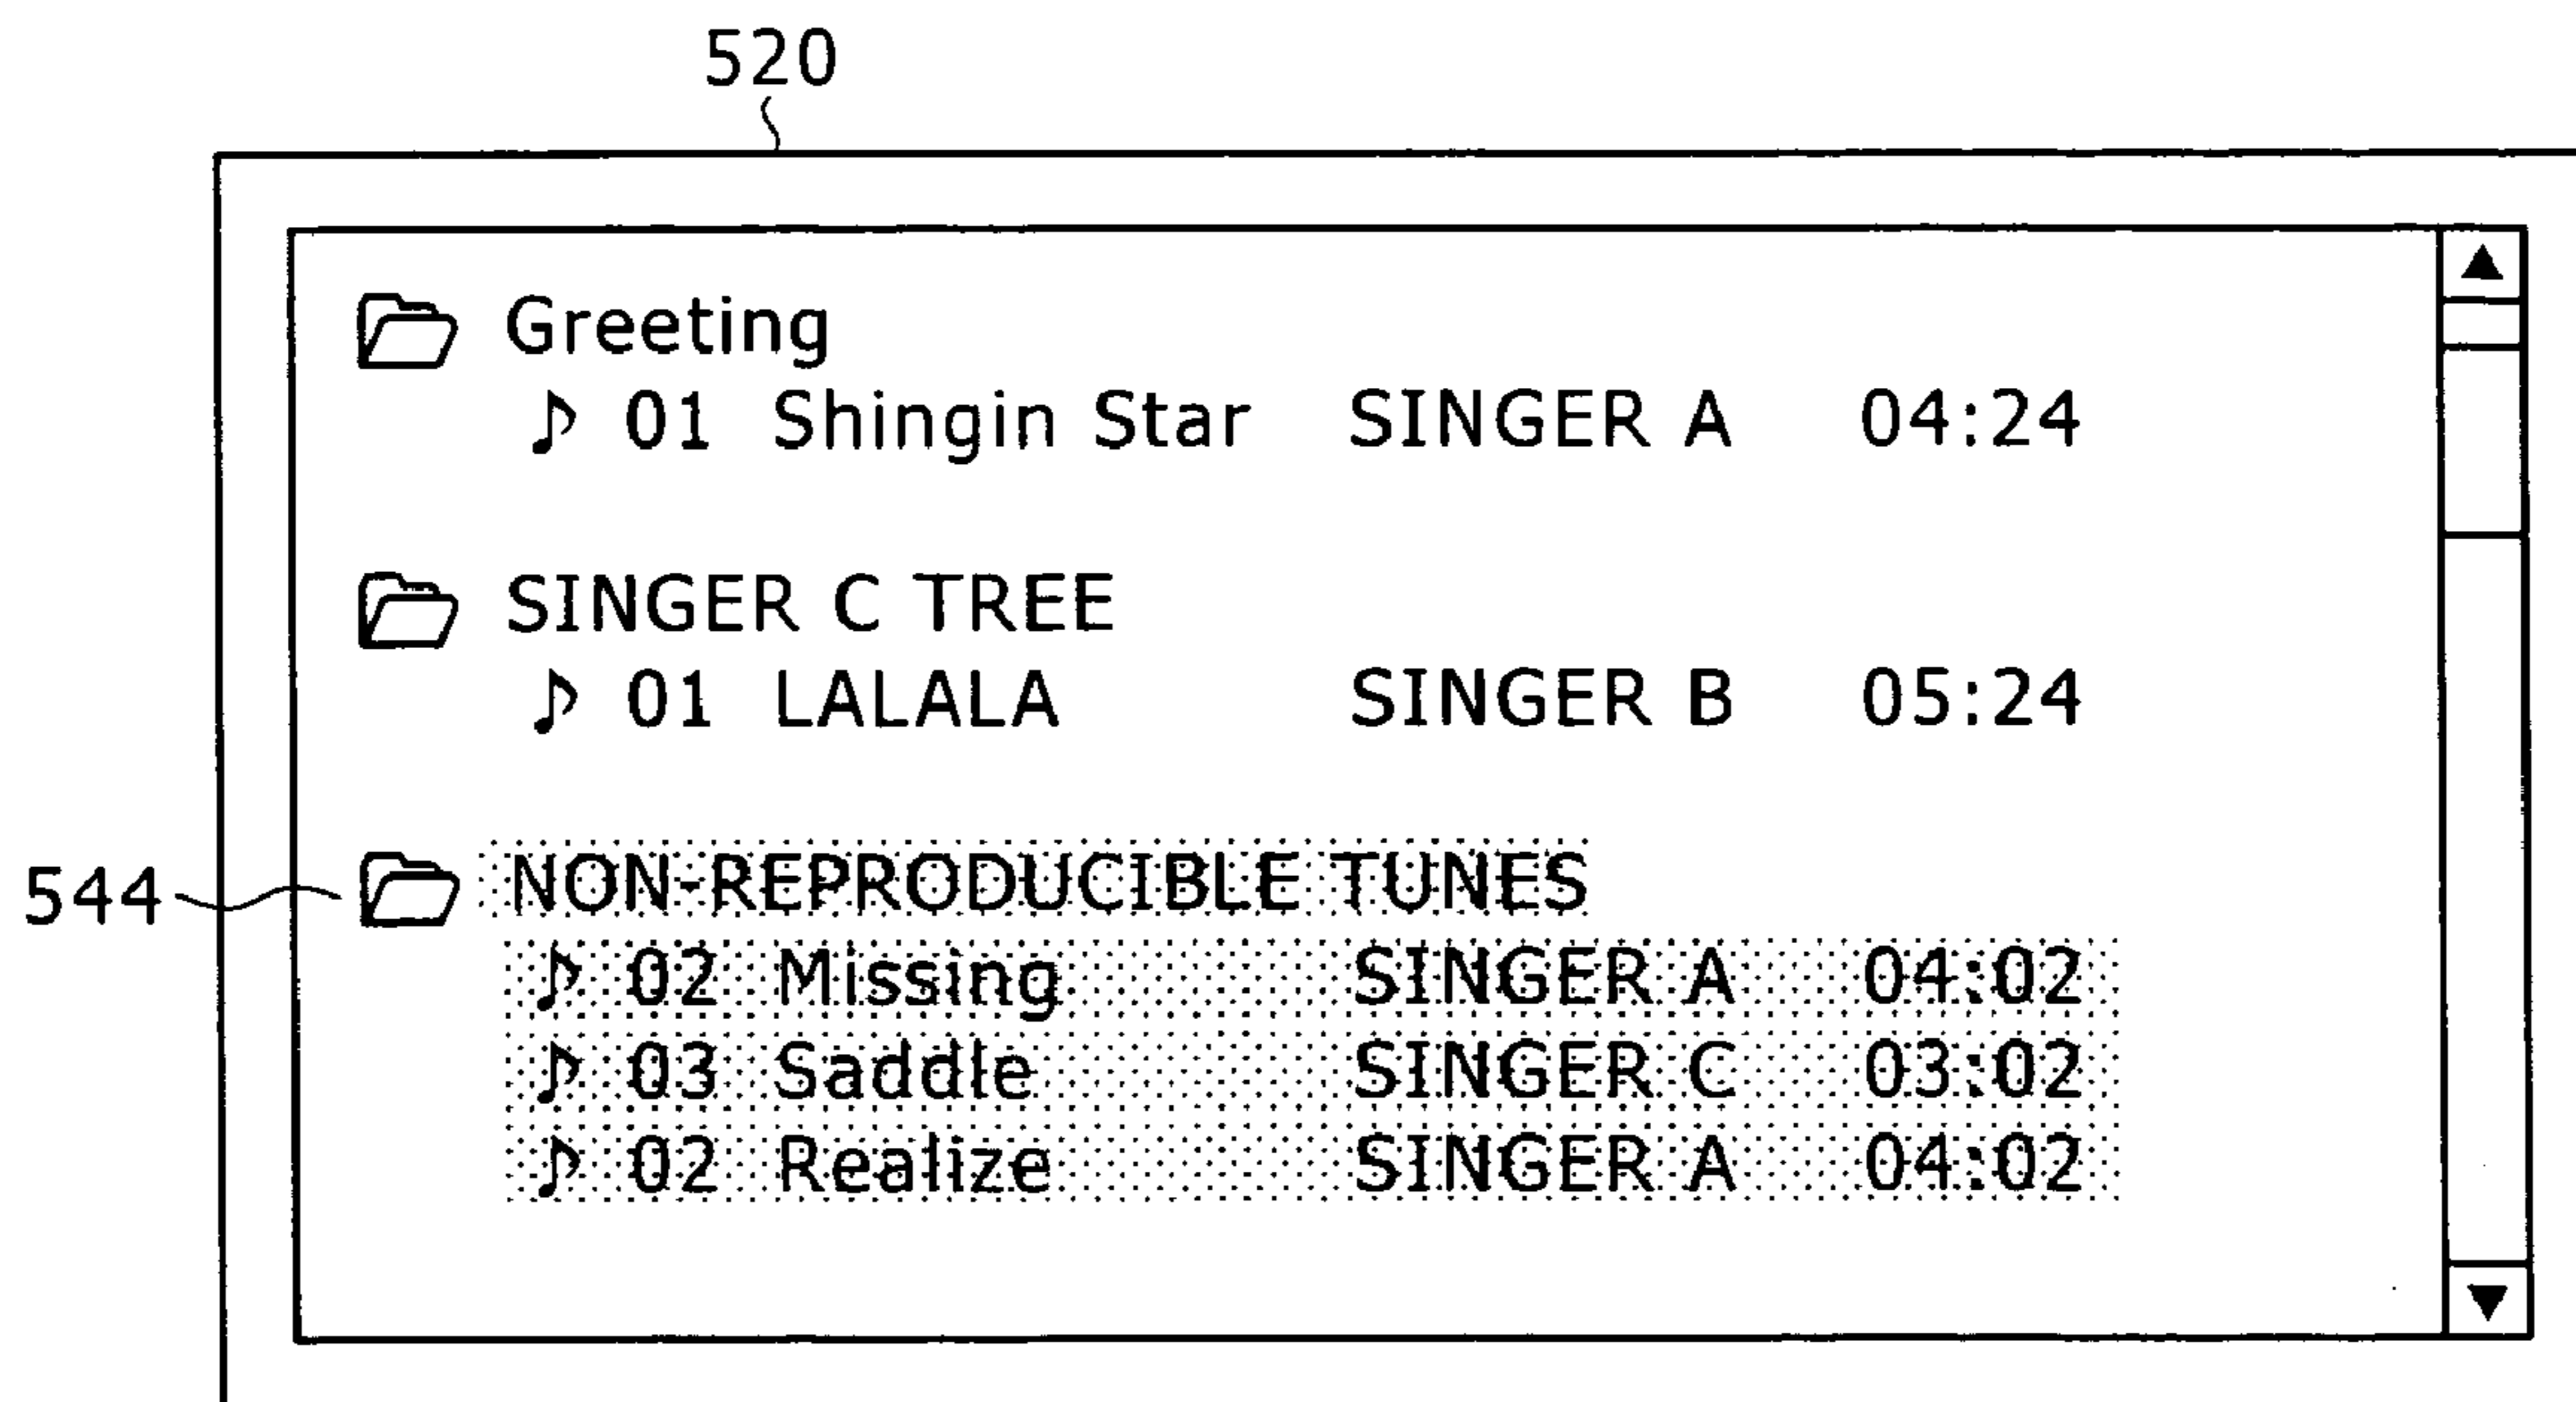 520
Greeting
♪ 01 Shingin Star SINGER A 04:24
SINGER C TREE
♪ 01 LALALA SINGER B 05:24
544 NON-REPRODUCIBLE TUNES
♪ 02 Missing SINGER A 04:02
♪ 03 Saddle SINGER C 03:02
♪ 02 Realize SINGER A 04:02